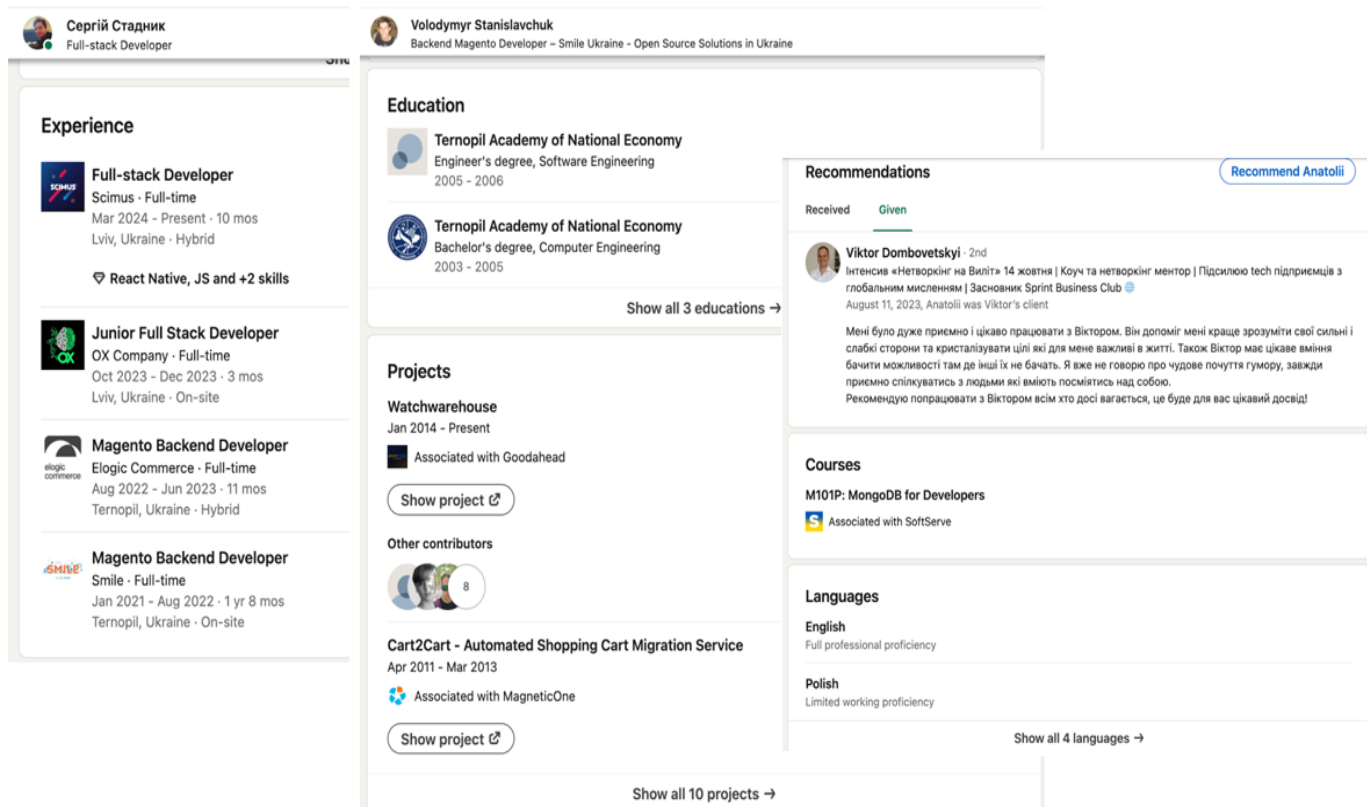 Сергій Стадник
Full-stack Developer
Experience
Full-stack Developer
Scimus · Full-time
Mar 2024 - Present · 10 mos
Lviv, Ukraine · Hybrid
React Native, JS and +2 skills
Junior Full Stack Developer
OX Company · Full-time
Oct 2023 - Dec 2023 · 3 mos
Lviv, Ukraine · On-site
Magento Backend Developer
Elogic Commerce · Full-time
Aug 2022 - Jun 2023 · 11 mos
Ternopil, Ukraine · Hybrid
Magento Backend Developer
Smile · Full-time
Jan 2021 - Aug 2022 · 1 yr 8 mos
Ternopil, Ukraine · On-site
SCIMUS
OX
elogic
commerce
SMILE
Volodymyr Stanislavchuk
Backend Magento Developer – Smile Ukraine - Open Source Solutions in Ukraine
Education
Ternopil Academy of National Economy
Engineer's degree, Software Engineering
2005 - 2006
Ternopil Academy of National Economy
Bachelor's degree, Computer Engineering
2003 - 2005
Show all 3 educations →
Projects
Watchwarehouse
Jan 2014 - Present
Associated with Goodahead
Show project
Other contributors
8
Cart2Cart - Automated Shopping Cart Migration Service
Apr 2011 - Mar 2013
Associated with MagneticOne
Show project
Show all 10 projects →
Recommendations
Recommend Anatolii
Received Given
Viktor Dombovetskyi · 2nd
Інтенсив «Нетворкінг на Виліт» 14 жовтня | Коуч та нетворкінг ментор | Підсилюю tech підприємців з
глобальним мисленням | Засновник Sprint Business Club
August 11, 2023, Anatolii was Viktor's client
Мені було дуже приємно і цікаво працювати з Віктором. Він допоміг мені краще зрозуміти свої сильні і
слабкі сторони та кристалізувати цілі які для мене важливі в житті. Також Віктор має цікаве вміння
бачити можливості там де інші їх не бачать. Я вже не говорю про чудове почуття гумору, завжди
приємно спілкуватись з людьми які вміють посміятись над собою.
Рекомендую попрацювати з Віктором всім хто досі вагається, це буде для вас цікавий досвід!
Courses
M101P: MongoDB for Developers
S
Associated with SoftServe
Languages
English
Full professional proficiency
Polish
Limited working proficiency
Show all 4 languages →